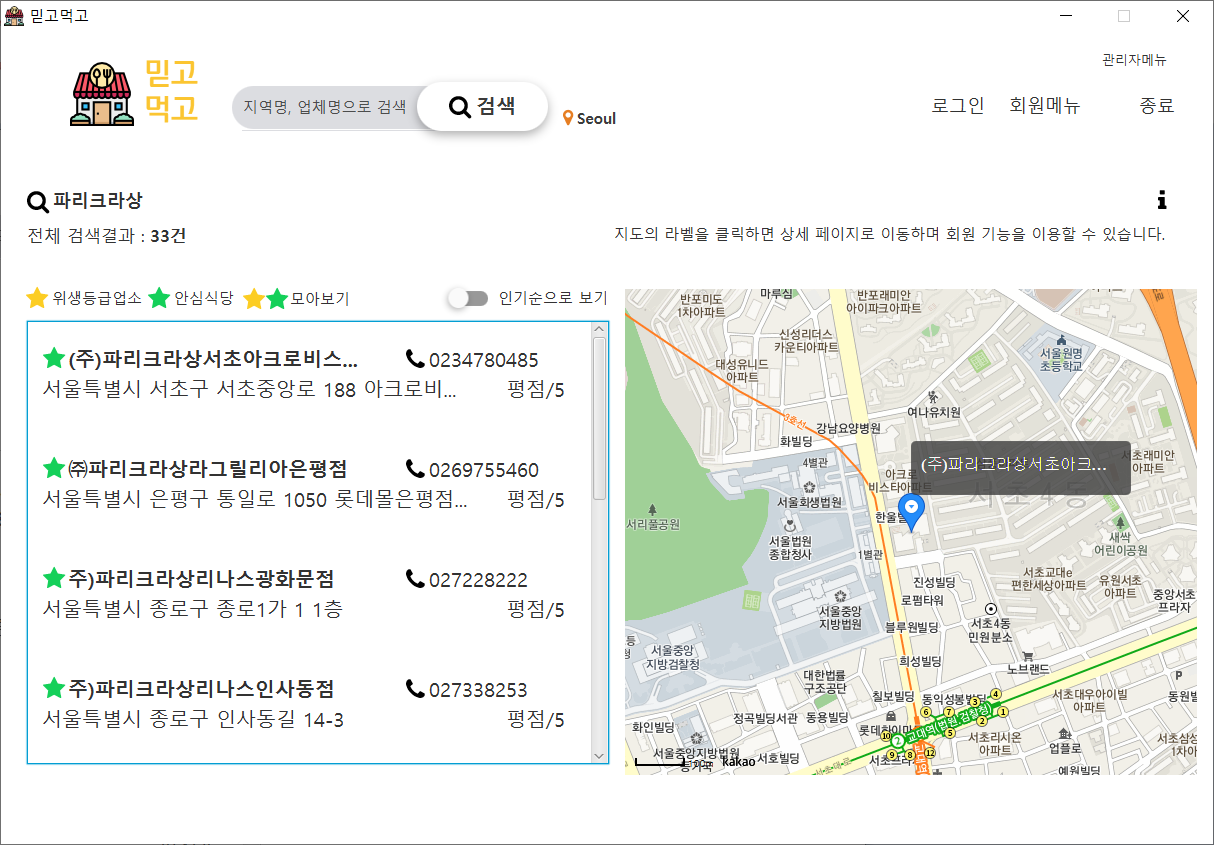 믿고먹고
관리자메뉴
믿고
먹고
지역명, 업체명으로 검색
검색
Seoul
로그인
회원메뉴
종료
파리크라상
전체 검색결과 : 33건
지도의 라벨을 클릭하면 상세 페이지로 이동하며 회원 기능을 이용할 수 있습니다.
위생등급업소
안심식당
모아보기
인기순으로 보기
(주)파리크라상서초아크로비스...
0234780485
서울특별시 서초구 서초중앙로 188 아크로비...
평점/5
㈜파리크라상라그릴리아은평점
0269755460
서울특별시 은평구 통일로 1050 롯데몰은평점...
평점/5
주)파리크라상리나스광화문점
027228222
서울특별시 종로구 종로1가 1 1층
평점/5
주)파리크라상리나스인사동점
027338253
서울특별시 종로구 인사동길 14-3
평점/5
반포미도
1차아파트
마루심
반포래미안
아이파크아파트
신성리더스
카운티아파트
대성유니드
아파트
서울원명
초등학교
여나유치원
3호선
강남요양병원
화빌딩
4별관
아크로
비스타아파트
(주)파리크라상서초아크...
서초래미안
아파트
서초4동
서울회생법원
한울빌
서리풀공원
서울법원
종합청사
1별관
새싹
어린이공원
진성빌딩
로펌타워
서초교대e
편한세상아파트
유원서초
아파트
중앙서초
프라자
서울중앙
지방법원
블루원빌딩
서초4동
민원분소
서울중앙
지방검찰청
희성빌딩
노브랜드
대한법률
구조공단
칠보빌딩
동익성봉빌딩
서초대우아이빌
아파트
P
동원빌
정곡빌딩서관
동용빌딩
화인빌딩
롯데하이마
교대역(법원.검찰청)
서초리시온
아파트
업플로
서초삼성
1차아
서울중앙지방법원
등기국
서호빌딩
서초대로
예원빌딩
kakao